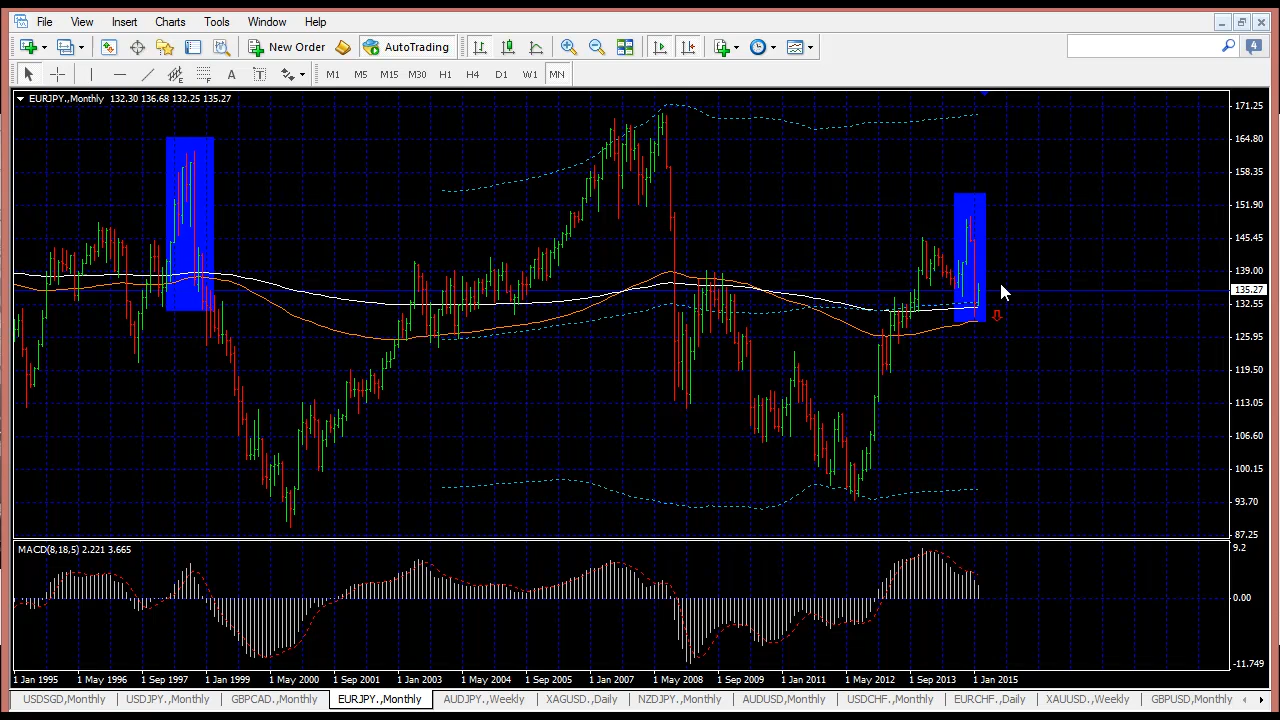 File View Insert Charts Tools Window Help
New Order AutoTrading 4
A T M1 M5 M15 M30 H1 H4 D1 W1 MN
EURJPY.,Monthly 132.30 136.68 132.25 135.27
171.25
164.80
158.35
151.90
145.45
139.00
135.27
132.55
125.95
119.50
113.05
106.60
100.15
93.70
87.25
MACD(8,18,5) 2.221 3.665
9.2
0.00
-11.749
1 Jan 1995 1 May 1996 1 Sep 1997 1 Jan 1999 1 May 2000 1 Sep 2001 1 Jan 2003 1 May 2004 1 Sep 2005 1 Jan 2007 1 May 2008 1 Sep 2009 1 Jan 2011 1 May 2012 1 Sep 2013 1 Jan 2015
USDSGD,Monthly USDJPY.,Monthly GBPCAD.,Monthly EURJPY.,Monthly AUDJPY.,Weekly XAGUSD.,Daily NZDJPY.,Monthly AUDUSD.,Monthly USDCHF.,Monthly EURCHF.,Daily XAUUSD.,Weekly GBPUSD.,Monthly